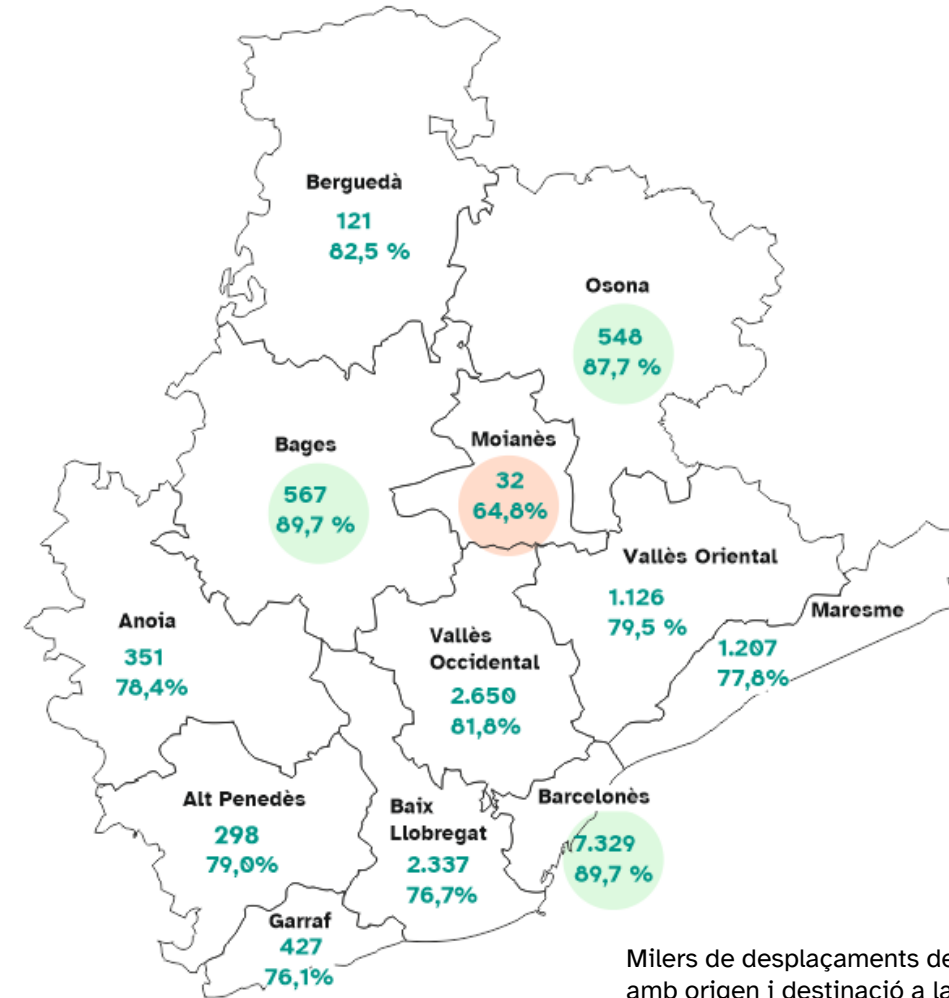 Berguedà
121
82,5 %
Osona
548
87,7 %
Bages
567
89,7 %
Moianès
32
64,8%
Vallès Oriental
1.126
79,5 %
Maresme
1.207
77,8%
Anoia
351
78,4%
Vallès
Occidental
2.650
81,8%
Alt Penedès
298
79,0%
Baix
Llobregat
2.337
76,7%
Barcelonès
7.329
89,7 %
Garraf
427
76,1%
Milers de desplaçaments de
amb origen i destinació a la